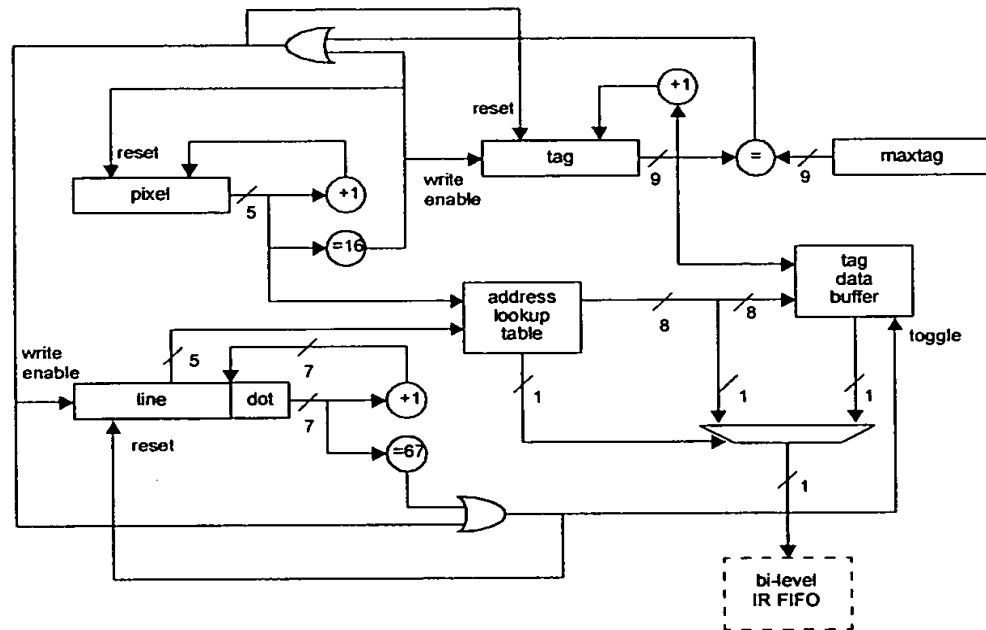 reset
+1
tag
9
=
9
maxtag
write
enable
reset
+1
pixel
5
=16
address
lookup
table
8
8
tag
data
buffer
toggle
5
7
write
enable
line
dot
7
+1
1
1
1
reset
=67
1
bi-level
IR FIFO